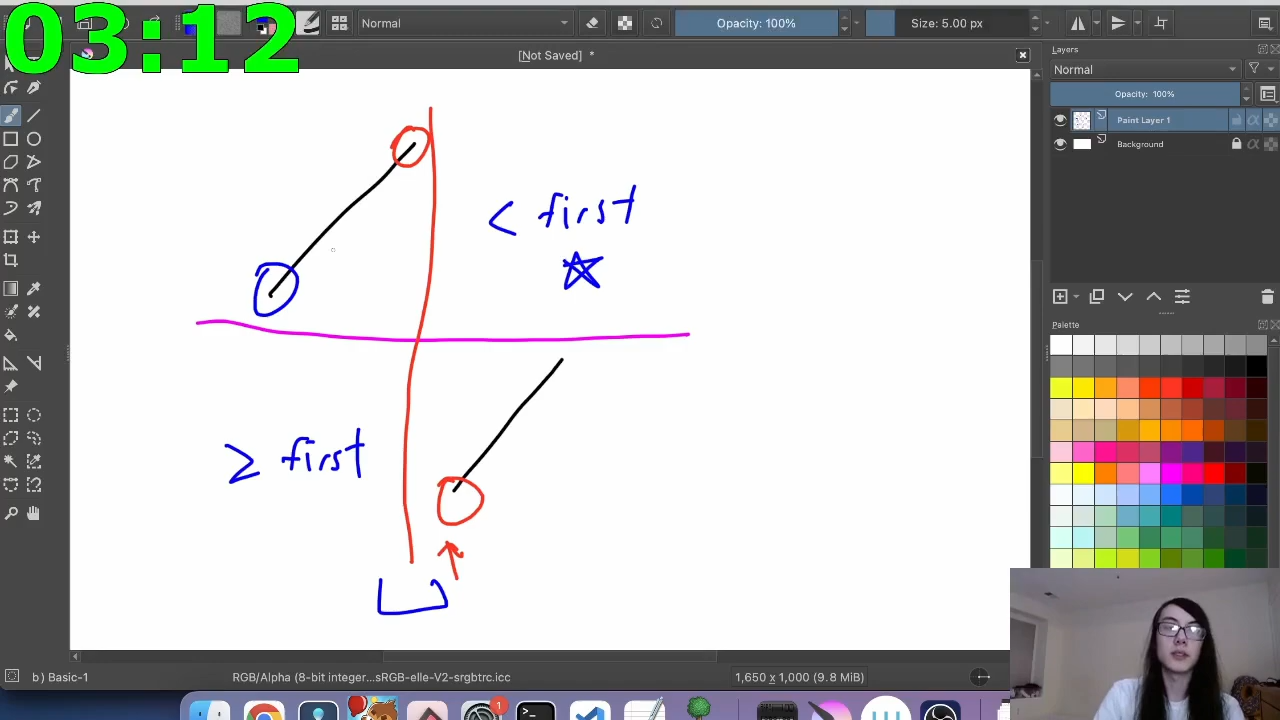 03:12
Normal
Opacity: 100%
Size: 5.00 px
[Not Saved] *
Layers
Normal
Opacity: 100%
Paint Layer 1
Background
< first
≥ first
Palette
b) Basic-1
RGB/Alpha (8-bit integer...sRGB-elle-V2-srgbtrc.icc
1,650 x 1,000 (9.8 MiB)
1